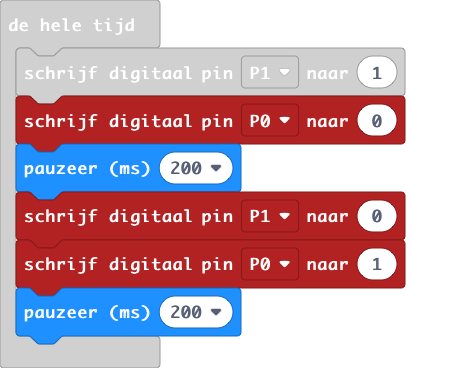 de hele tijd
schrijf digitaal pin P1 naar 1
schrijf digitaal pin P0 naar 0
pauzeer (ms) 200
schrijf digitaal pin P1 naar 0
schrijf digitaal pin P0 naar 1
pauzeer (ms) 200